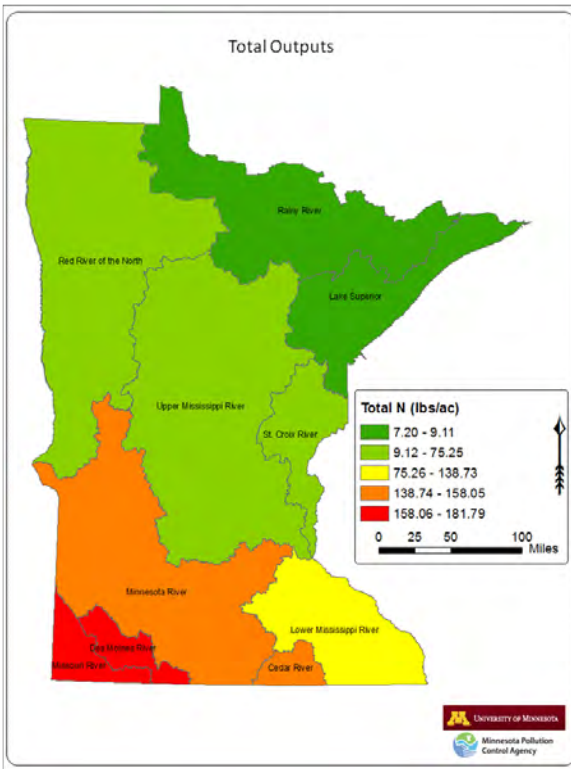 Total Outputs
Rainy River
Red River of the North
Lake Superior
Upper Mississippi River
St. Croix River
Total N (lbs/ac)
7.20 - 9.11
9.12 - 75.25
75.26 - 138.73
138.74 - 158.05
158.06 - 181.79
0 25 50 100
Miles
Minnesota River
Lower Mississippi River
Des Moines River
Missouri River
Cedar River
M UNIVERSITY OF MINNESOTA
Minnesota Pollution
Control Agency